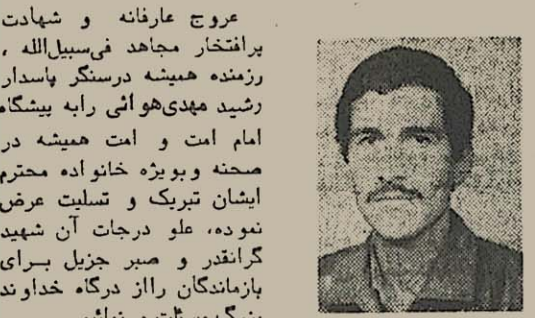 عروج عارفانه و شهادت
پرافتخار مجاهد فی‌سبیل‌الله ،
رزمنده همیشه درسنگر پاسدار
رشید مهدی‌هوائی رابه پیشگاه
امام امت و امت همیشه در
صحنه وبویژه خانواده محترم
ایشان تبریک و تسلیت عرض
نموده، علو درجات آن شهید
گرانقدر و صبر جزیل بـرای
بازماندگان رااز درگاه خداوند